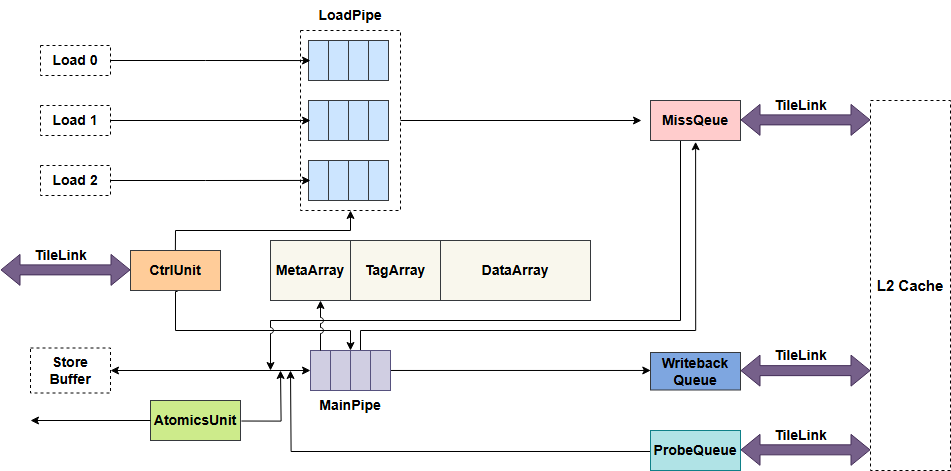 LoadPipe
Load 0
Load 1
Load 2
MissQeue
TileLink
TileLink
CtrlUnit
MetaArray
TagArray
DataArray
L2 Cache
Store
Buffer
MainPipe
Writeback
Queue
TileLink
AtomicsUnit
ProbeQueue
TileLink